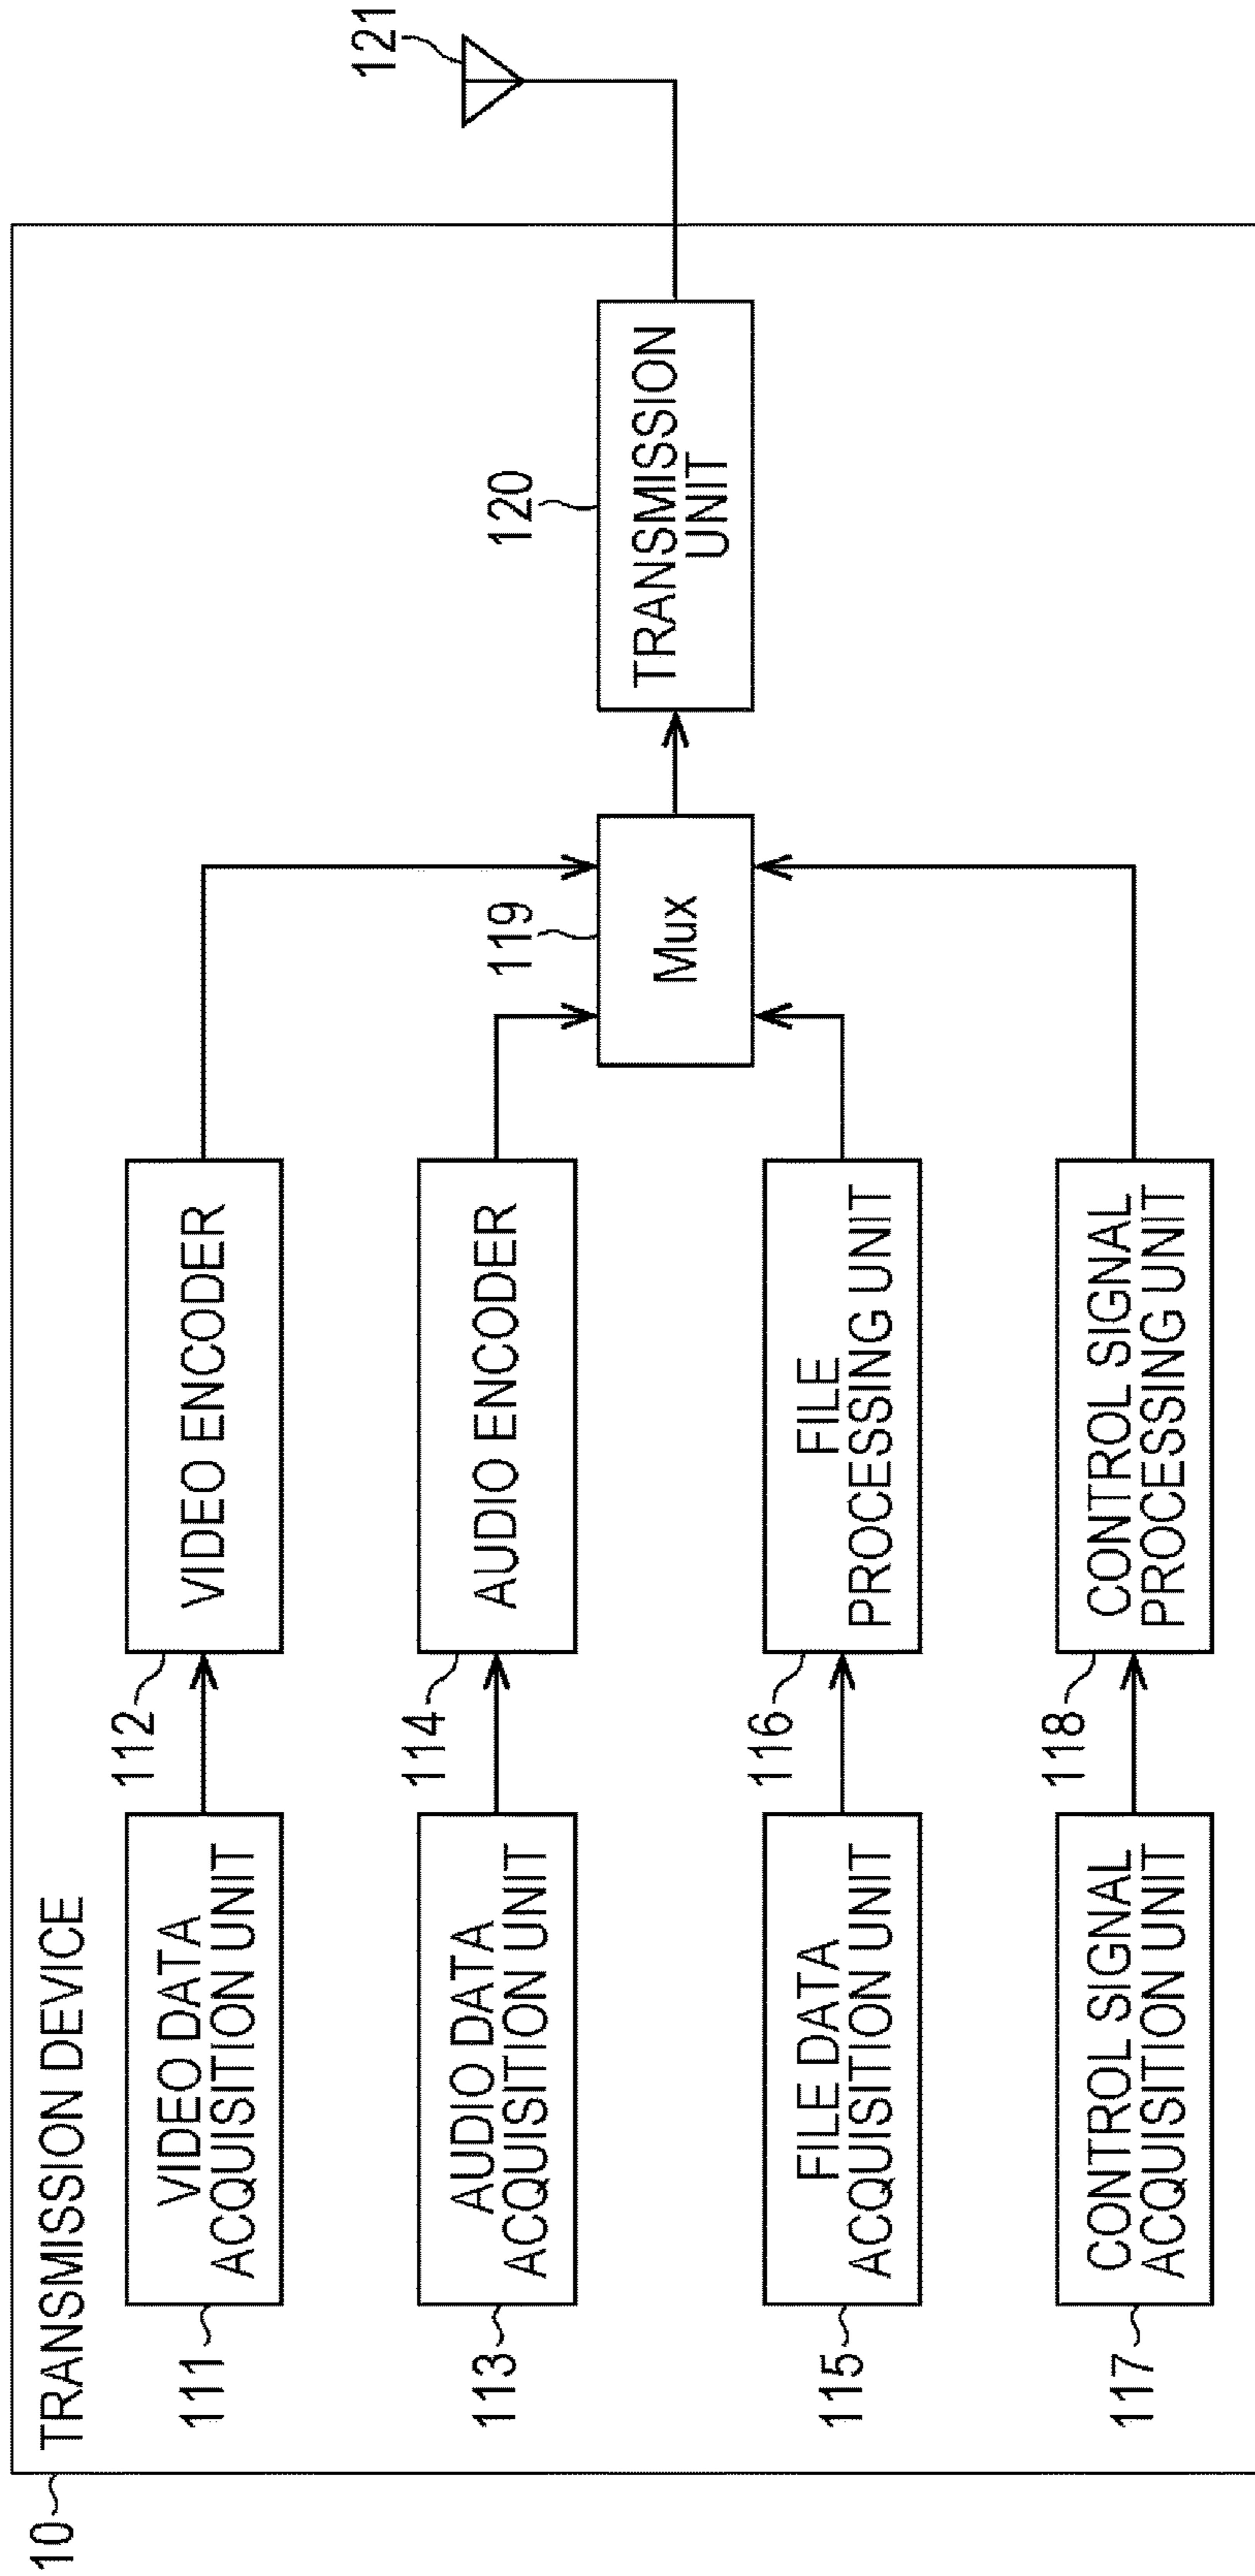 10
TRANSMISSION DEVICE
111
VIDEO DATA
ACQUISITION UNIT
112
VIDEO ENCODER
113
AUDIO DATA
ACQUISITION UNIT
114
AUDIO ENCODER
115
FILE DATA
ACQUISITION UNIT
116
FILE
PROCESSING UNIT
117
CONTROL SIGNAL
ACQUISITION UNIT
118
CONTROL SIGNAL
PROCESSING UNIT
119
Mux
120
TRANSMISSION
UNIT
121